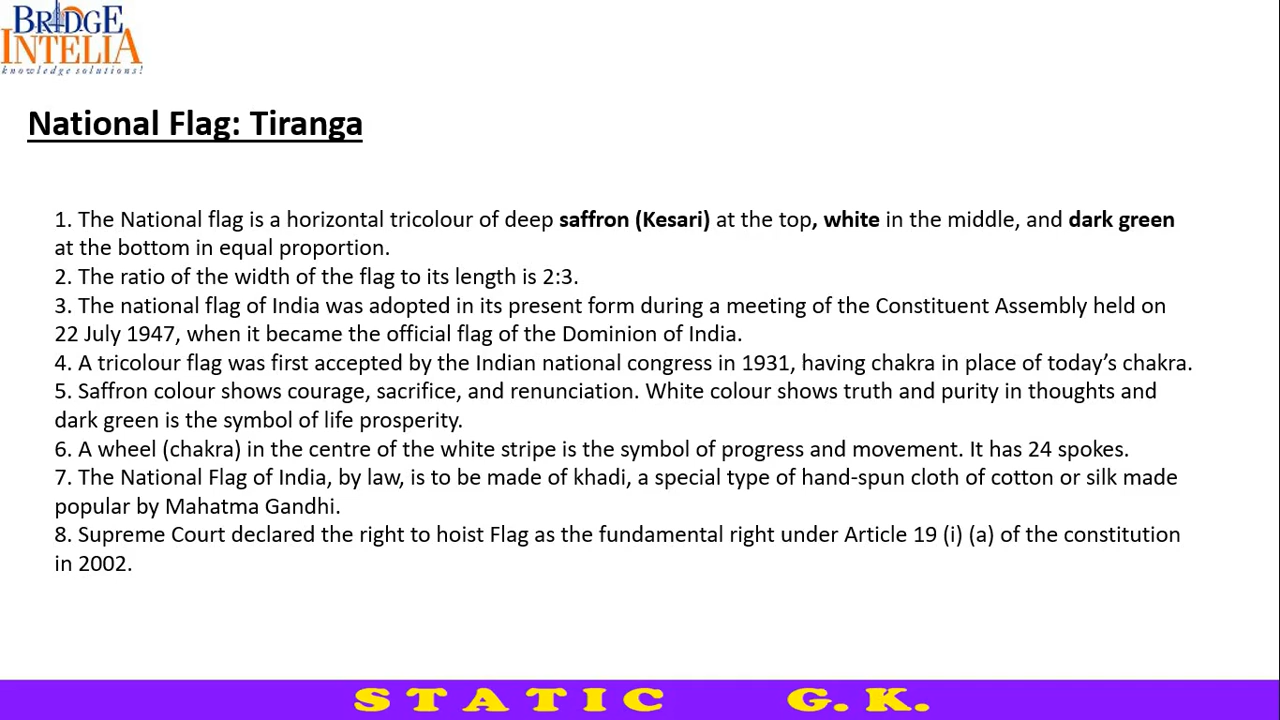 BRIDGE
INTELIA
knowledge solutions!
National Flag: Tiranga
1. The National flag is a horizontal tricolour of deep saffron (Kesari) at the top, white in the middle, and dark green
at the bottom in equal proportion.
2. The ratio of the width of the flag to its length is 2:3.
3. The national flag of India was adopted in its present form during a meeting of the Constituent Assembly held on
22 July 1947, when it became the official flag of the Dominion of India.
4. A tricolour flag was first accepted by the Indian national congress in 1931, having chakra in place of today’s chakra.
5. Saffron colour shows courage, sacrifice, and renunciation. White colour shows truth and purity in thoughts and
dark green is the symbol of life prosperity.
6. A wheel (chakra) in the centre of the white stripe is the symbol of progress and movement. It has 24 spokes.
7. The National Flag of India, by law, is to be made of khadi, a special type of hand-spun cloth of cotton or silk made
popular by Mahatma Gandhi.
8. Supreme Court declared the right to hoist Flag as the fundamental right under Article 19 (i) (a) of the constitution
in 2002.
STATIC G.K.